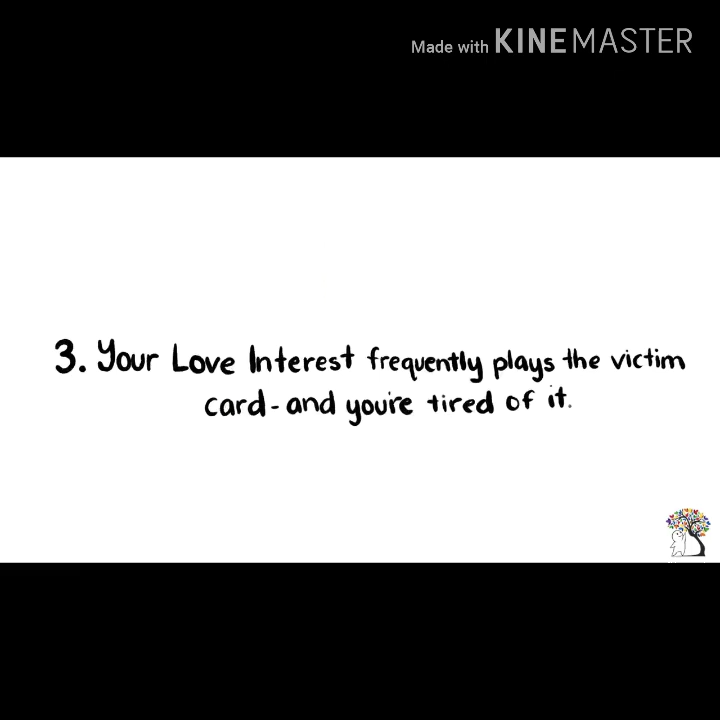 Made with KINEMASTER
3. Your Love Interest frequently plays the victim
card - and you're tired of it.